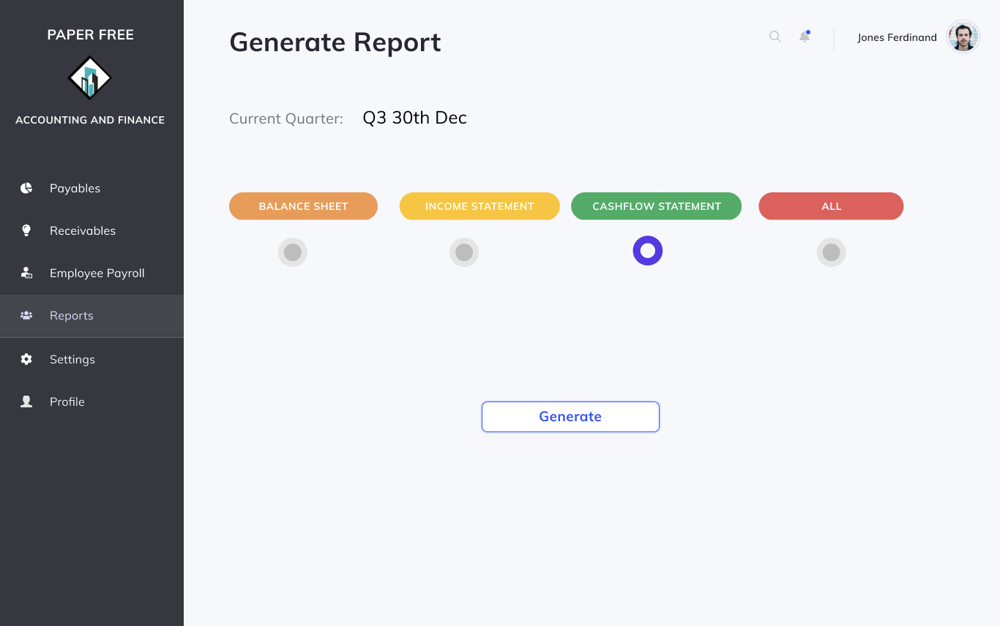 PAPER FREE
ACCOUNTING AND FINANCE
Payables
Receivables
Employee Payroll
Reports
Settings
Profile
Generate Report
Jones Ferdinand
Current Quarter: Q3 30th Dec
BALANCE SHEET INCOME STATEMENT CASHFLOW STATEMENT ALL
Generate